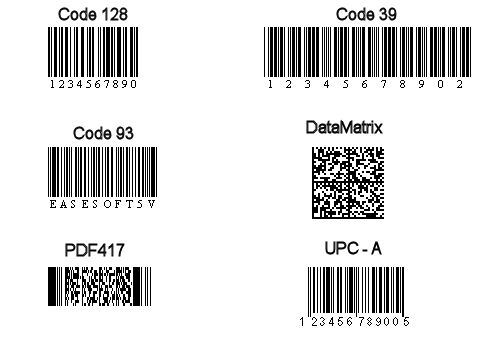 Code 128
1234567890
Code 39
1 2 3 4 5 6 7 8 9 0 2
Code 93
EASESOFT5V
DataMatrix
PDF417
UPC - A
1 23456 78900 5